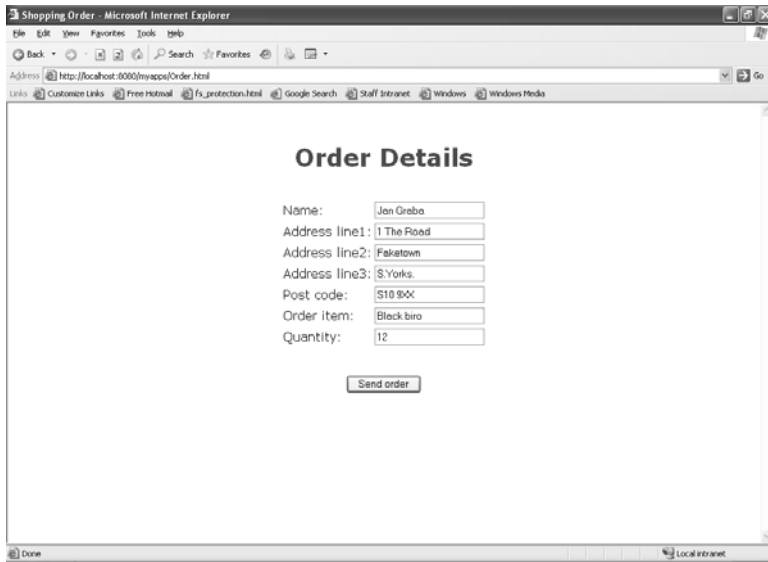 Shopping Order - Microsoft Internet Explorer
File Edit View Favorites Tools Help
Back Search Favorites
Address http://localhost:8080/myapps/Order.html Go
Links Customize Links Free Hotmail fs_protection.html Google Search Staff Intranet Windows Windows Media
Order Details
Name: Jan Graba
Address line1: 1 The Road
Address line2: Faketown
Address line3: S.Yorks.
Post code: S10 9XX
Order item: Black biro
Quantity: 12
Send order
Done Local intranet